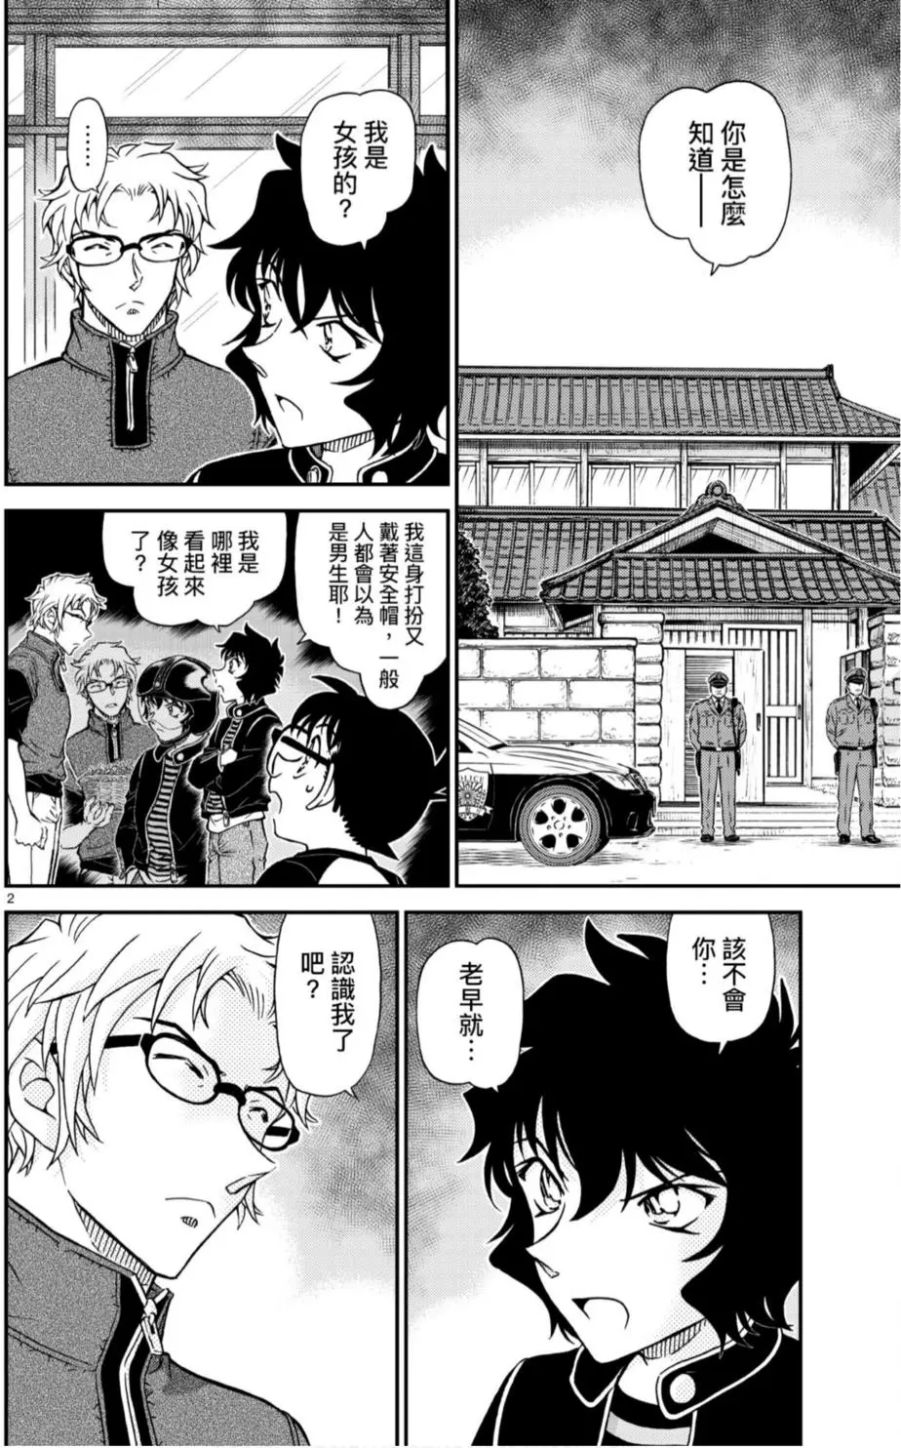 你是怎麼
知道——
我是
女孩的？
……
我這身打扮又
戴著安全帽，一般
人都會以為
是男生耶！
我是
哪裡
看起來
像女孩
了？
2
該不會
你…
老早就…
認識我了
吧？